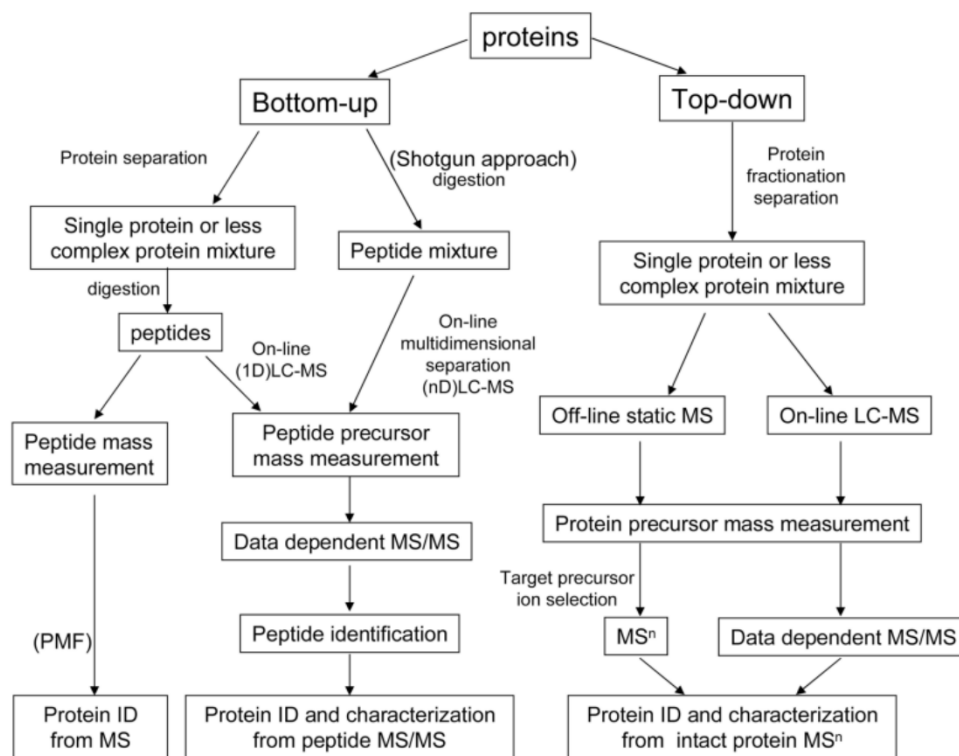 proteins
Bottom-up
Top-down
Protein separation
(Shotgun approach)
digestion
Protein
fractionation
separation
Single protein or less
complex protein mixture
Peptide mixture
Single protein or less
complex protein mixture
digestion
peptides
On-line
(1D)LC-MS
On-line
multidimensional
separation
(nD)LC-MS
Off-line static MS
On-line LC-MS
Peptide mass
measurement
Peptide precursor
mass measurement
Protein precursor mass measurement
Data dependent MS/MS
Target precursor
ion selection
(PMF)
Peptide identification
MSⁿ
Data dependent MS/MS
Protein ID
from MS
Protein ID and characterization
from peptide MS/MS
Protein ID and characterization
from intact protein MSⁿ